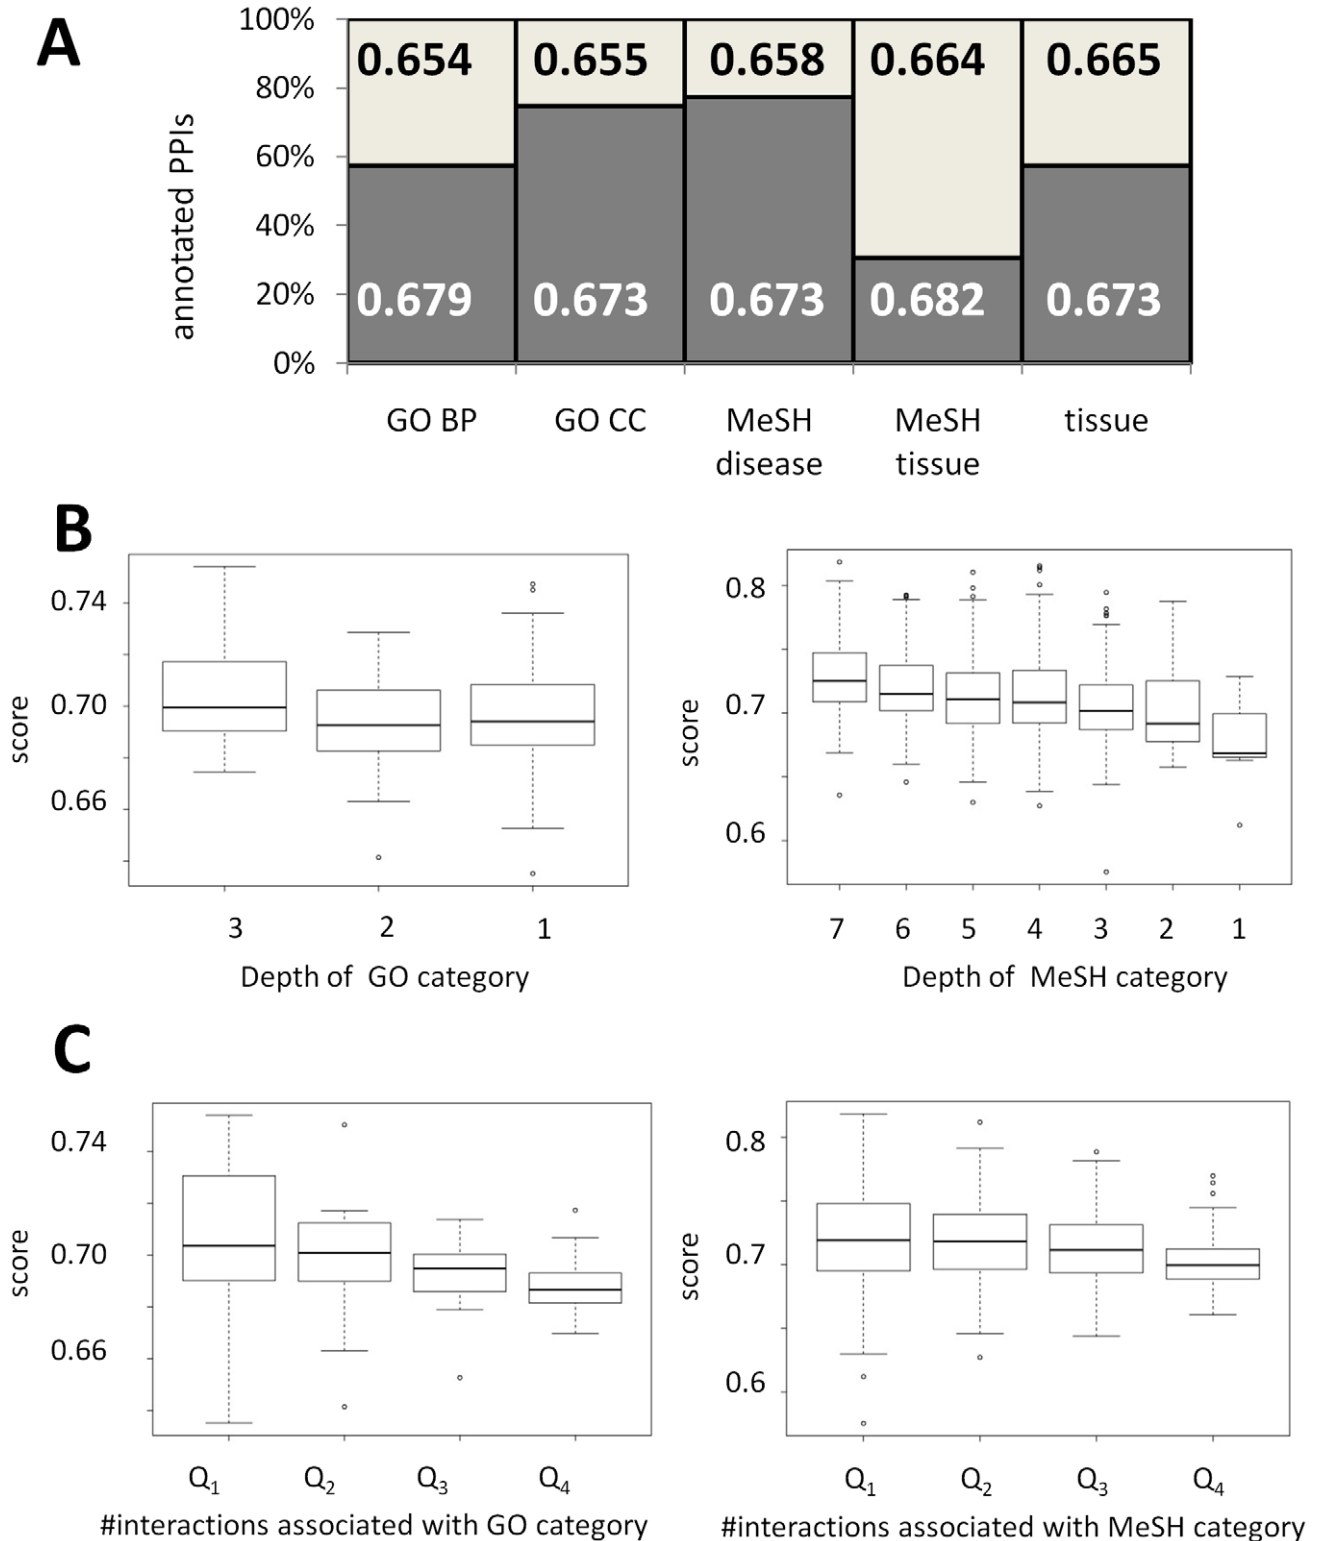 A
100%
80%
60%
40%
20%
0%
annotated PPIs
0.654 0.655 0.658 0.664 0.665
0.679 0.673 0.673 0.682 0.673
GO BP GO CC MeSH disease MeSH tissue tissue
B
0.74
0.70
0.66
score
3 2 1
Depth of GO category
0.8
0.7
0.6
score
7 6 5 4 3 2 1
Depth of MeSH category
C
0.74
0.70
0.66
score
Q1 Q2 Q3 Q4
#interactions associated with GO category
0.8
0.7
0.6
score
Q1 Q2 Q3 Q4
#interactions associated with MeSH category